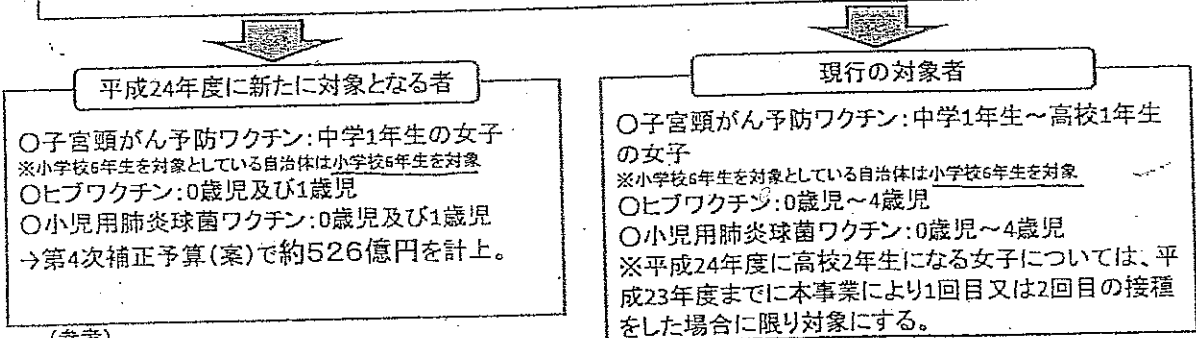 平成24年度に新たに対象となる者
○子宮頸がん予防ワクチン:中学1年生の女子
※小学校6年生を対象としている自治体は小学校6年生を対象
○ヒブワクチン:0歳児及び1歳児
○小児用肺炎球菌ワクチン:0歳児及び1歳児
→第4次補正予算(案)で約526億円を計上。
(参考)
現行の対象者
○子宮頸がん予防ワクチン:中学1年生~高校1年生
の女子
※小学校6年生を対象としている自治体は小学校6年生を対象
○ヒブワクチン:0歳児~4歳児
○小児用肺炎球菌ワクチン:0歳児~4歳児
※平成24年度に高校2年生になる女子については、平
成23年度までに本事業により1回目又は2回目の接種
をした場合に限り対象にする。